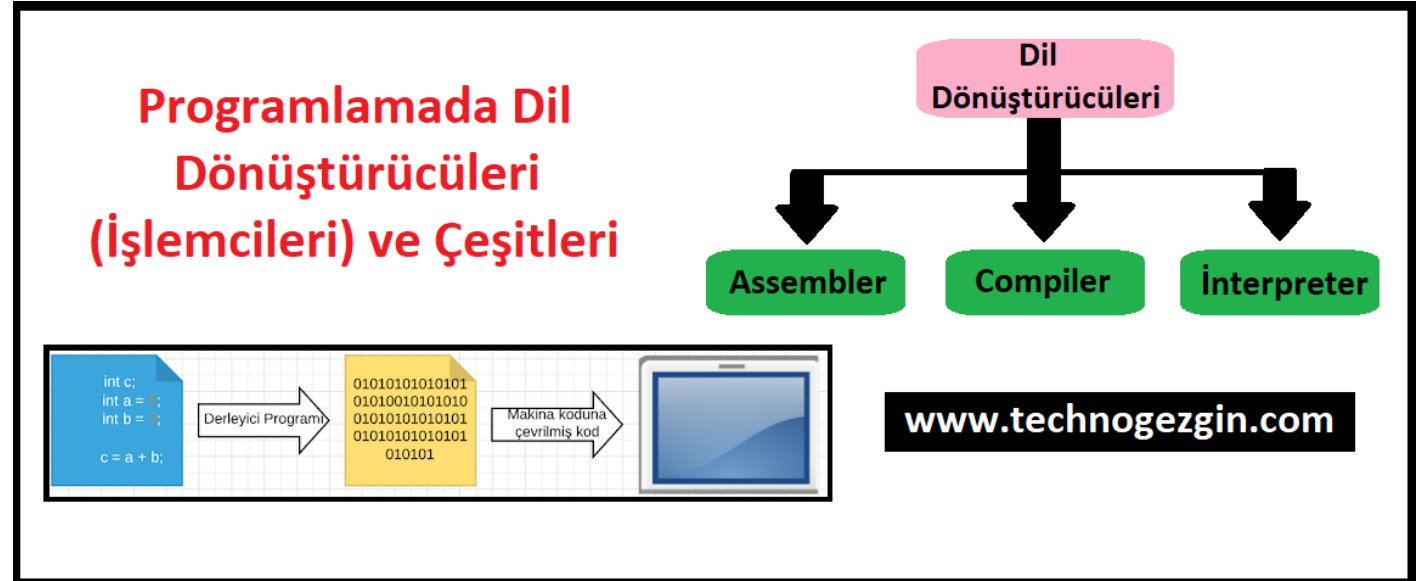 Programlamada Dil
Dönüştürücüleri
(İşlemcileri) ve Çeşitleri
Dil
Dönüştürücüleri
Assembler
Compiler
İnterpreter
int c;
int a = 5;
int b = ;
c = a + b;
Derleyici Programı
01010101010101
01010010101010
01010101010101
01010101010101
010101
Makina koduna
çevrilmiş kod
www.technogezgin.com